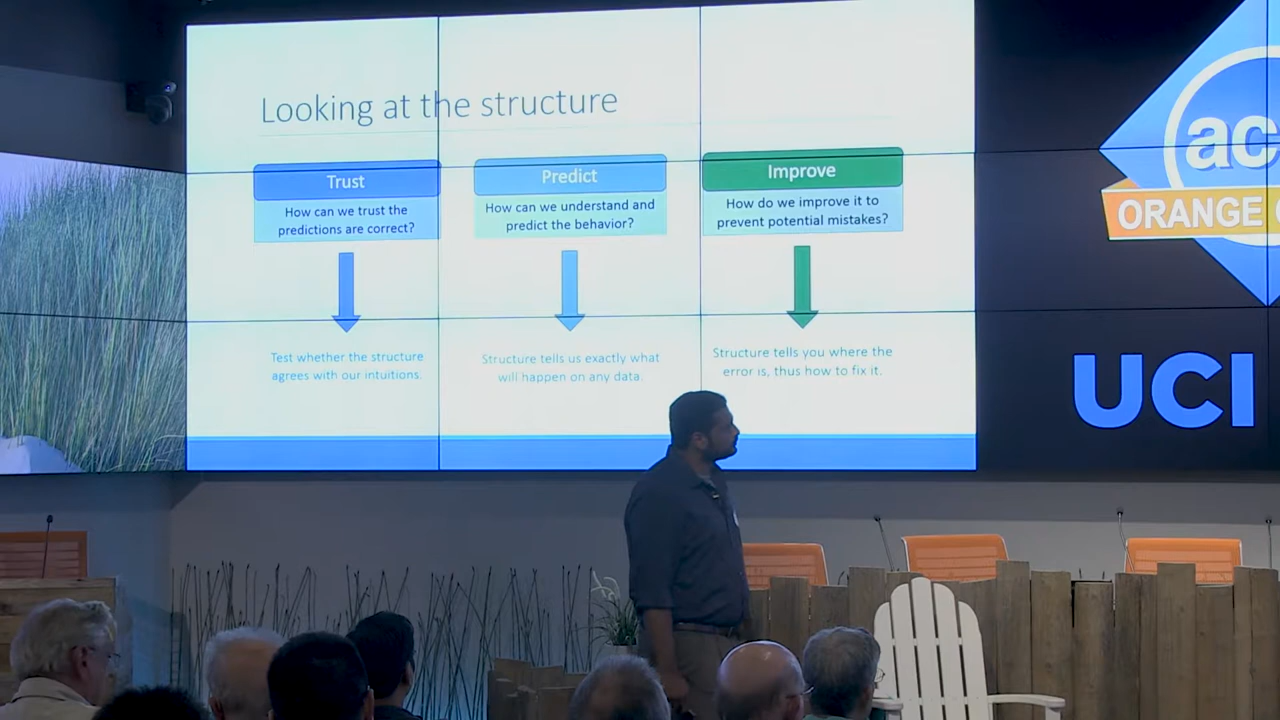 Looking at the structure
Trust
How can we trust the
predictions are correct?
Test whether the structure
agrees with our intuitions.
Predict
How can we understand and
predict the behavior?
Structure tells us exactly what
will happen on any data.
Improve
How do we improve it to
prevent potential mistakes?
Structure tells you where the
error is, thus how to fix it.
ac
ORANGE
UCI